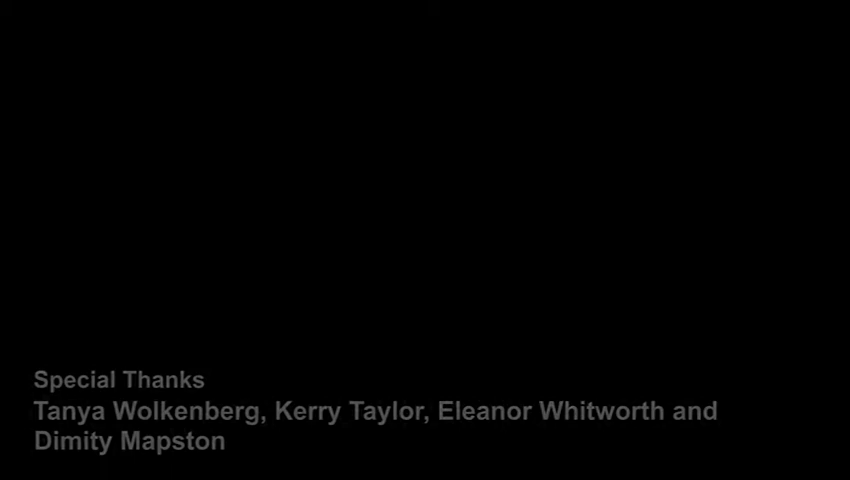 Special Thanks
Tanya Wolkenberg, Kerry Taylor, Eleanor Whitworth and
Dimity Mapston